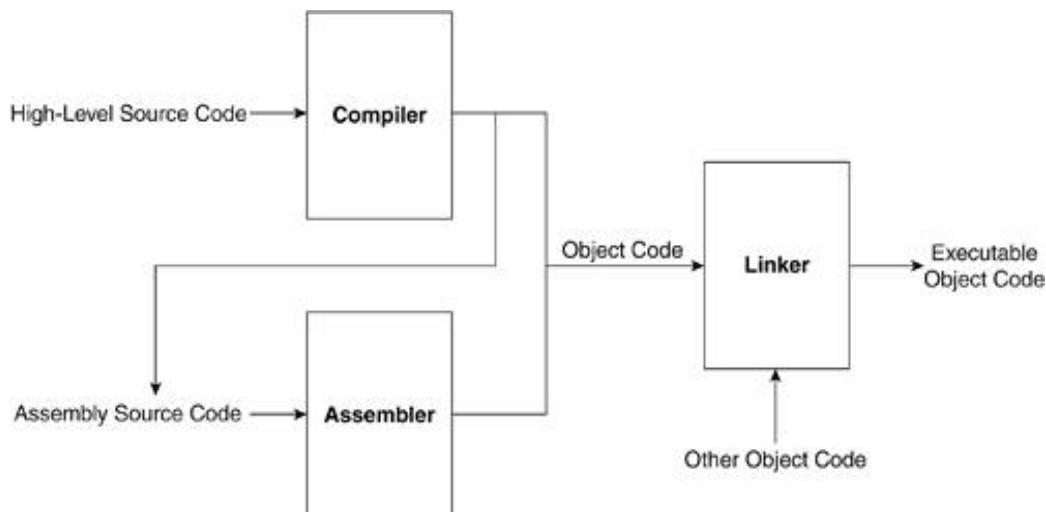 High-Level Source Code
Compiler
Object Code
Linker
Executable
Object Code
Assembly Source Code
Assembler
Other Object Code